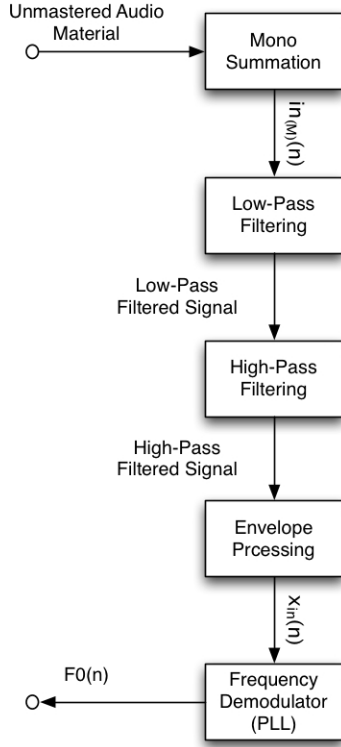 Unmastered Audio
Material
Mono
Summation
in(M)(n)
Low-Pass
Filtering
Low-Pass
Filtered Signal
High-Pass
Filtering
High-Pass
Filtered Signal
Envelope
Prcessing
xin(n)
F0(n)
Frequency
Demodulator
(PLL)